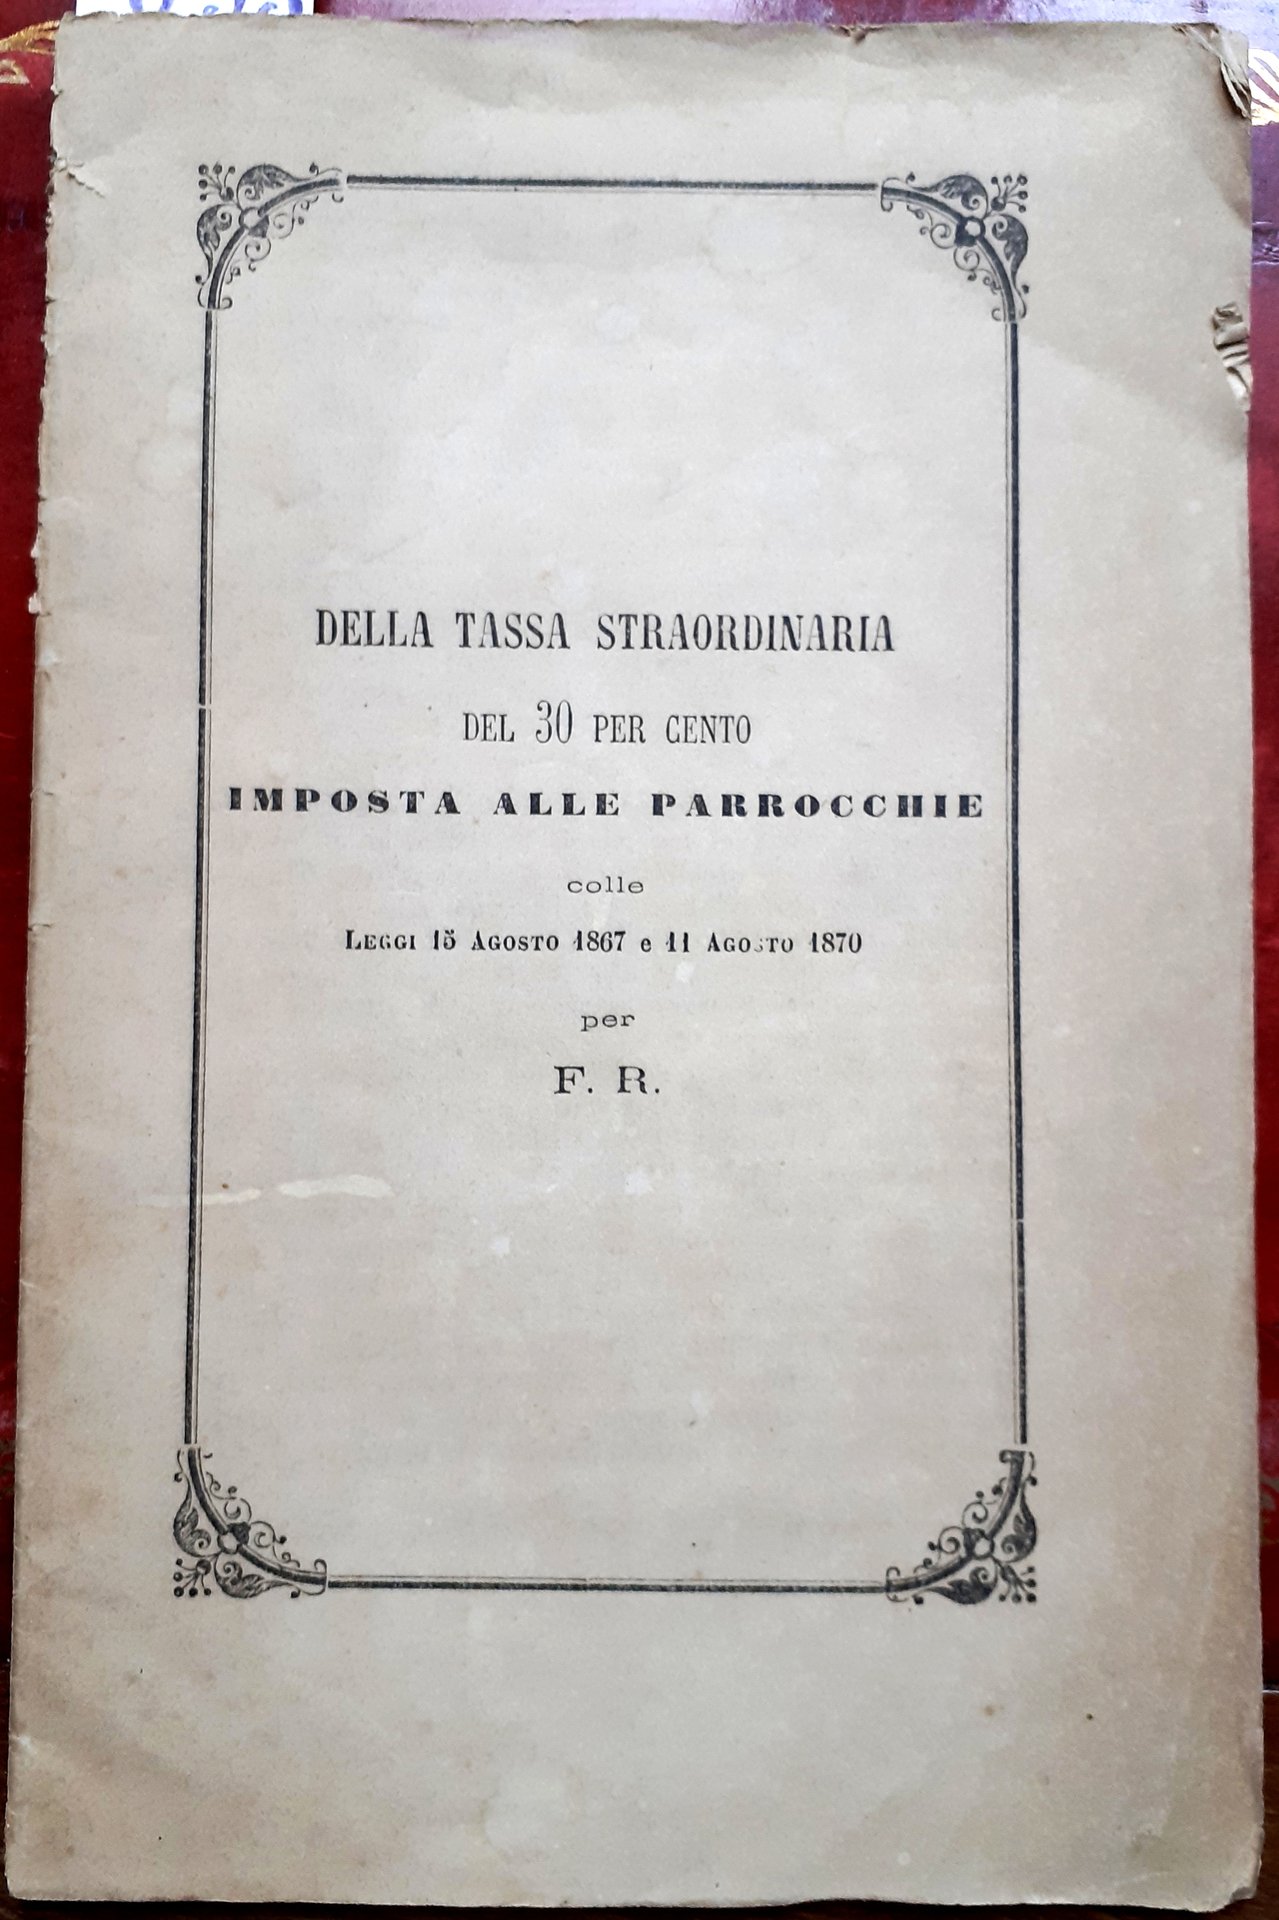 DELLA TASSA STRAORDINARIA
DEL 30 PER CENTO
IMPOSTA ALLE PARROCCHIE
colle
LEGGI 15 AGOSTO 1867 e 11 AGOSTO 1870
per
F. R.